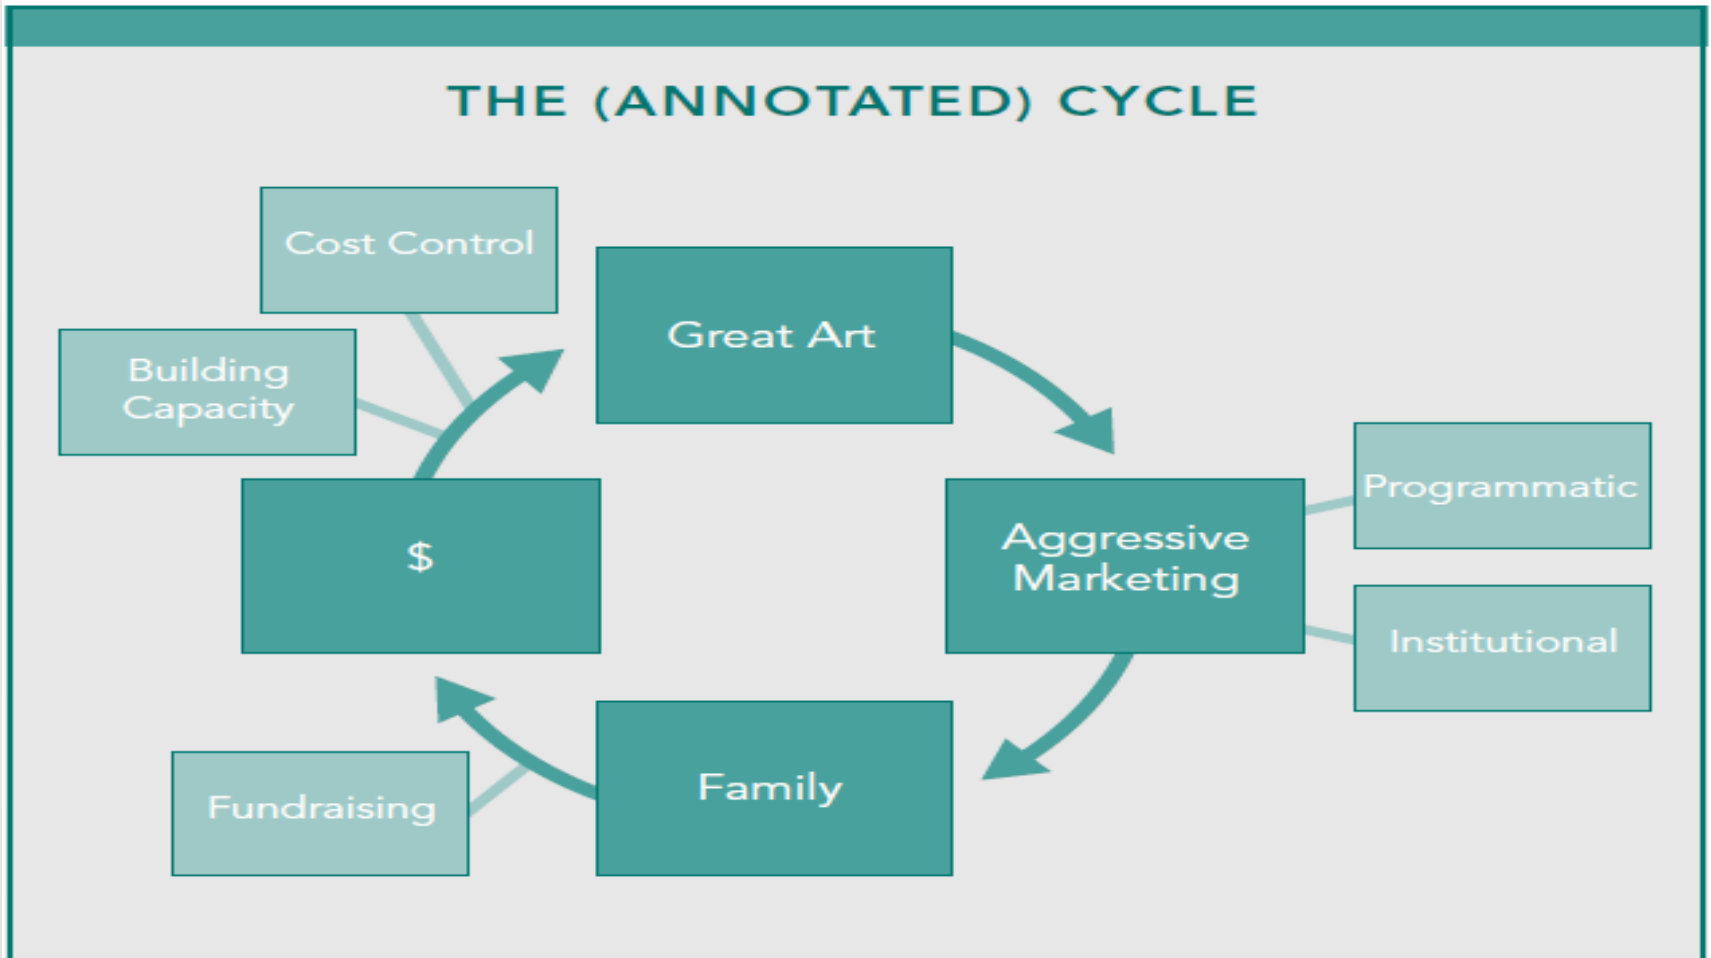 THE (ANNOTATED) CYCLE
Cost Control
Great Art
Building
Capacity
Programmatic
$
Aggressive
Marketing
Institutional
Family
Fundraising